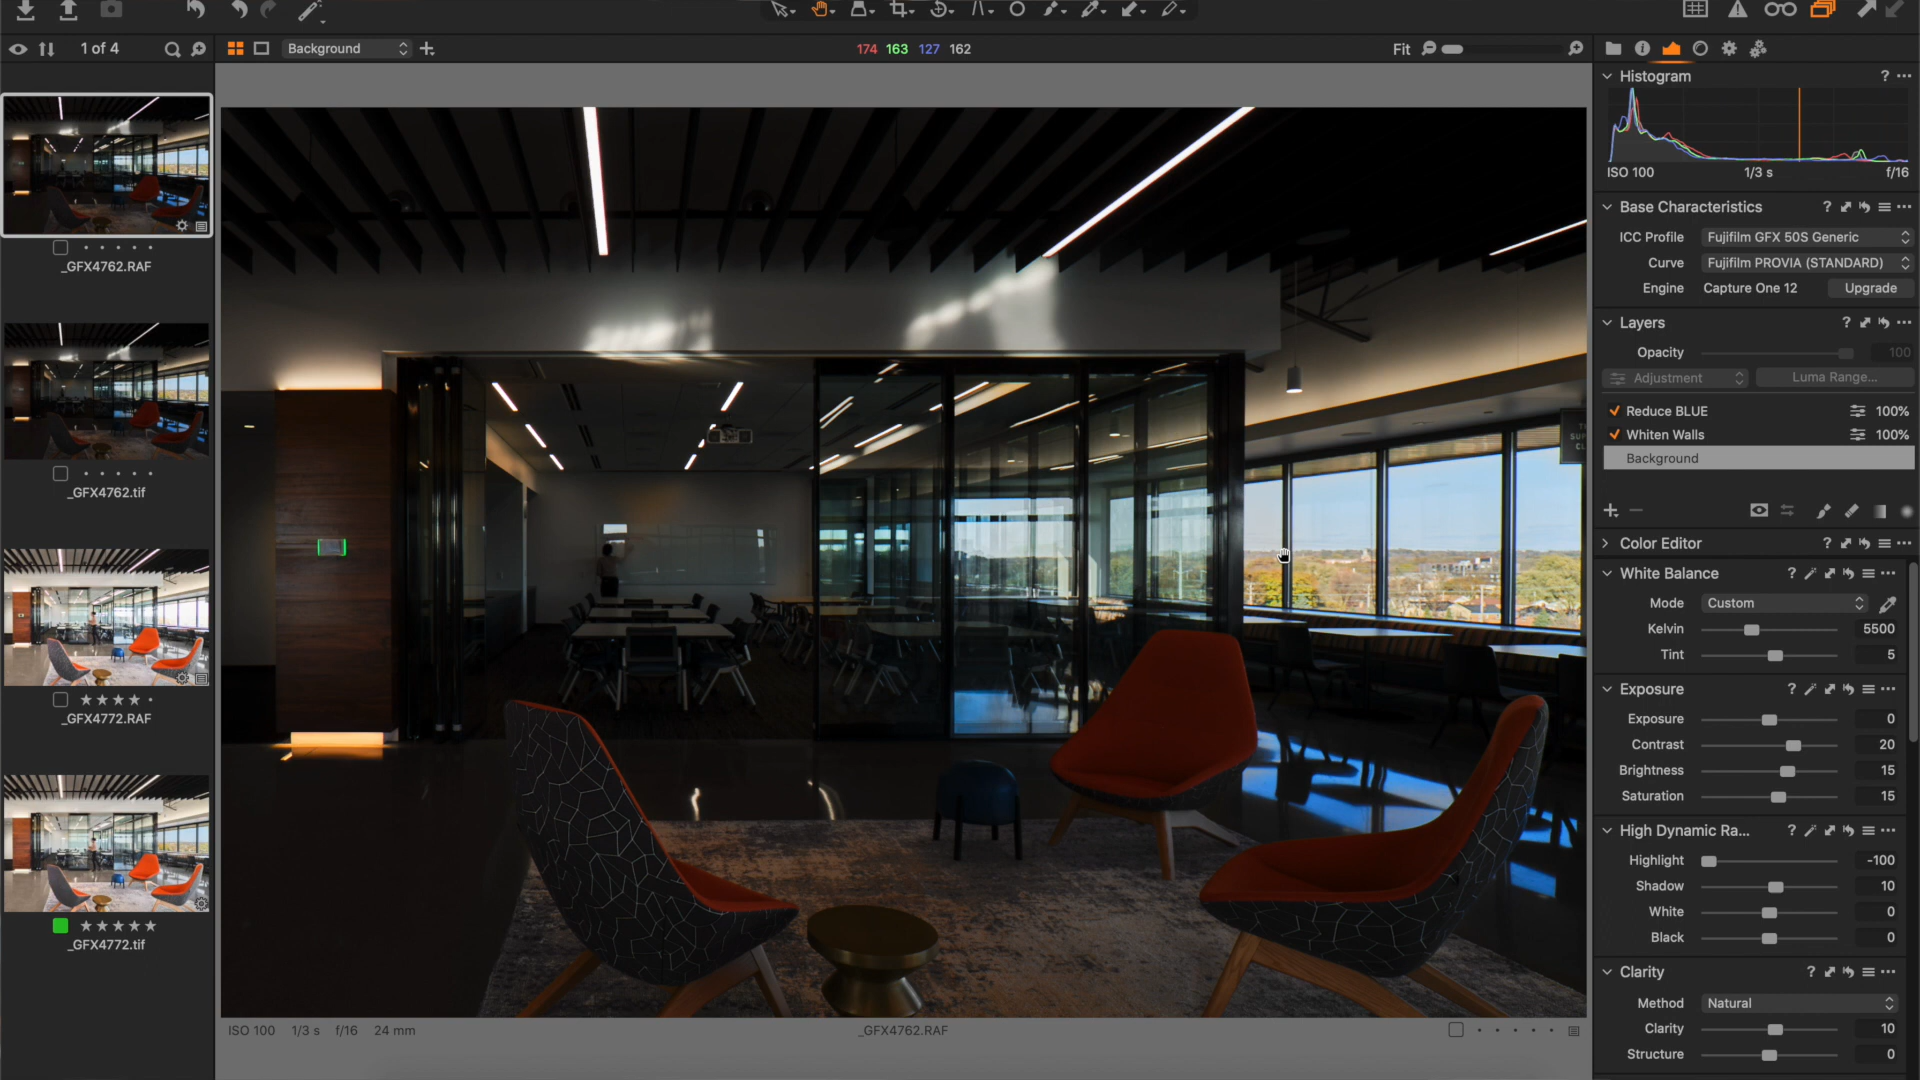 1 of 4
Background
174 163 127 162
Fit
_GFX4762.RAF
_GFX4762.tif
_GFX4772.RAF
_GFX4772.tif
ISO 100 1/3 s f/16 24 mm
_GFX4762.RAF
Histogram
ISO 100 1/3 s f/16
Base Characteristics
ICC Profile Fujifilm GFX 50S Generic
Curve Fujifilm PROVIA (STANDARD)
Engine Capture One 12 Upgrade
Layers
Opacity 100
Adjustment Luma Range...
Reduce BLUE 100%
Whiten Walls 100%
Background
Color Editor
White Balance
Mode Custom
Kelvin 5500
Tint 5
Exposure
Exposure 0
Contrast 20
Brightness 15
Saturation 15
High Dynamic Ra...
Highlight -100
Shadow 10
White 0
Black 0
Clarity
Method Natural
Clarity 10
Structure 0